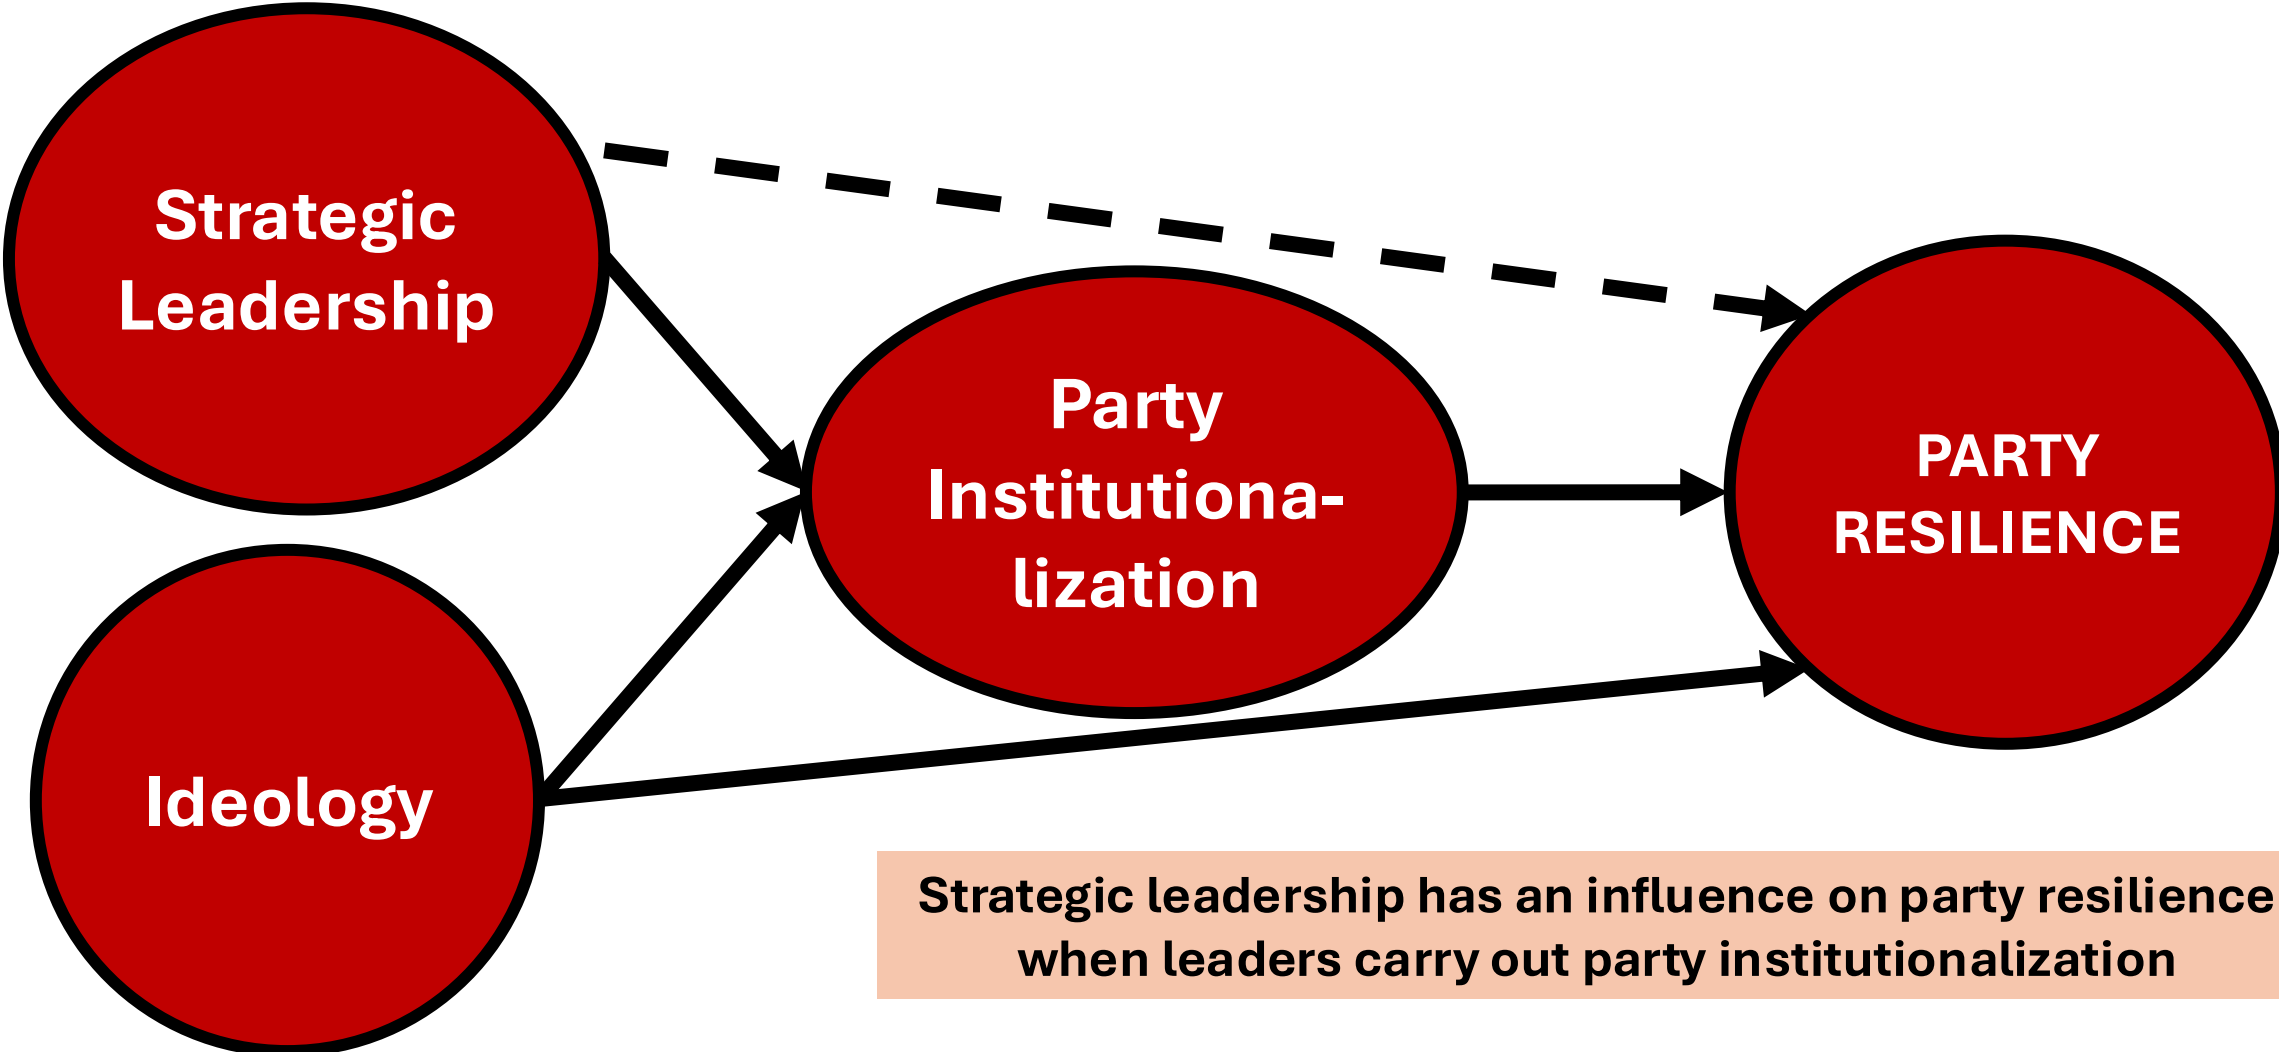 Strategic
Leadership
Party
Institutiona-
lization
PARTY
RESILIENCE
Ideology
Strategic leadership has an influence on party resilience
when leaders carry out party institutionalization